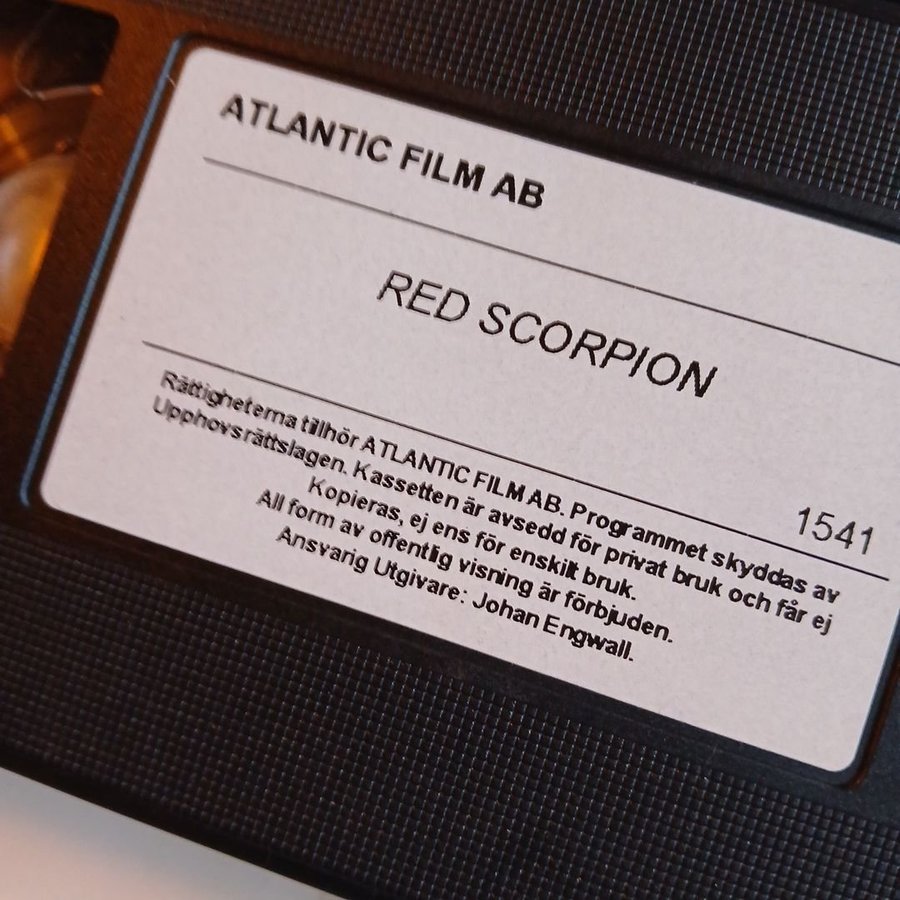 ATLANTIC FILM AB
RED SCORPION
1541
Rättigheterna tillhör ATLANTIC FILM AB. Programmet skyddas av
Upphovsrättslagen. Kassetten är avsedd för privat bruk och får ej
Kopieras, ej ens för enskilt bruk.
All form av offentlig visning är förbjuden.
Ansvarig Utgivare: Johan Engwall.